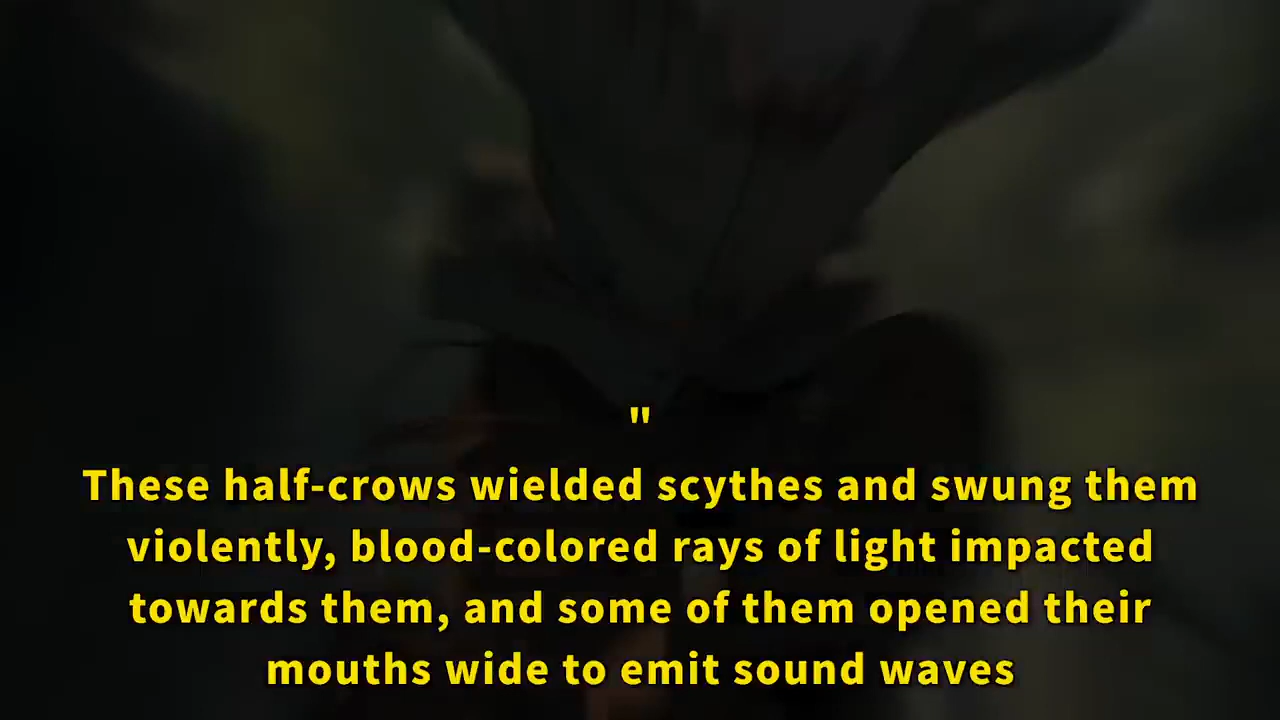 "
These half-crows wielded scythes and swung them
violently, blood-colored rays of light impacted
towards them, and some of them opened their
mouths wide to emit sound waves